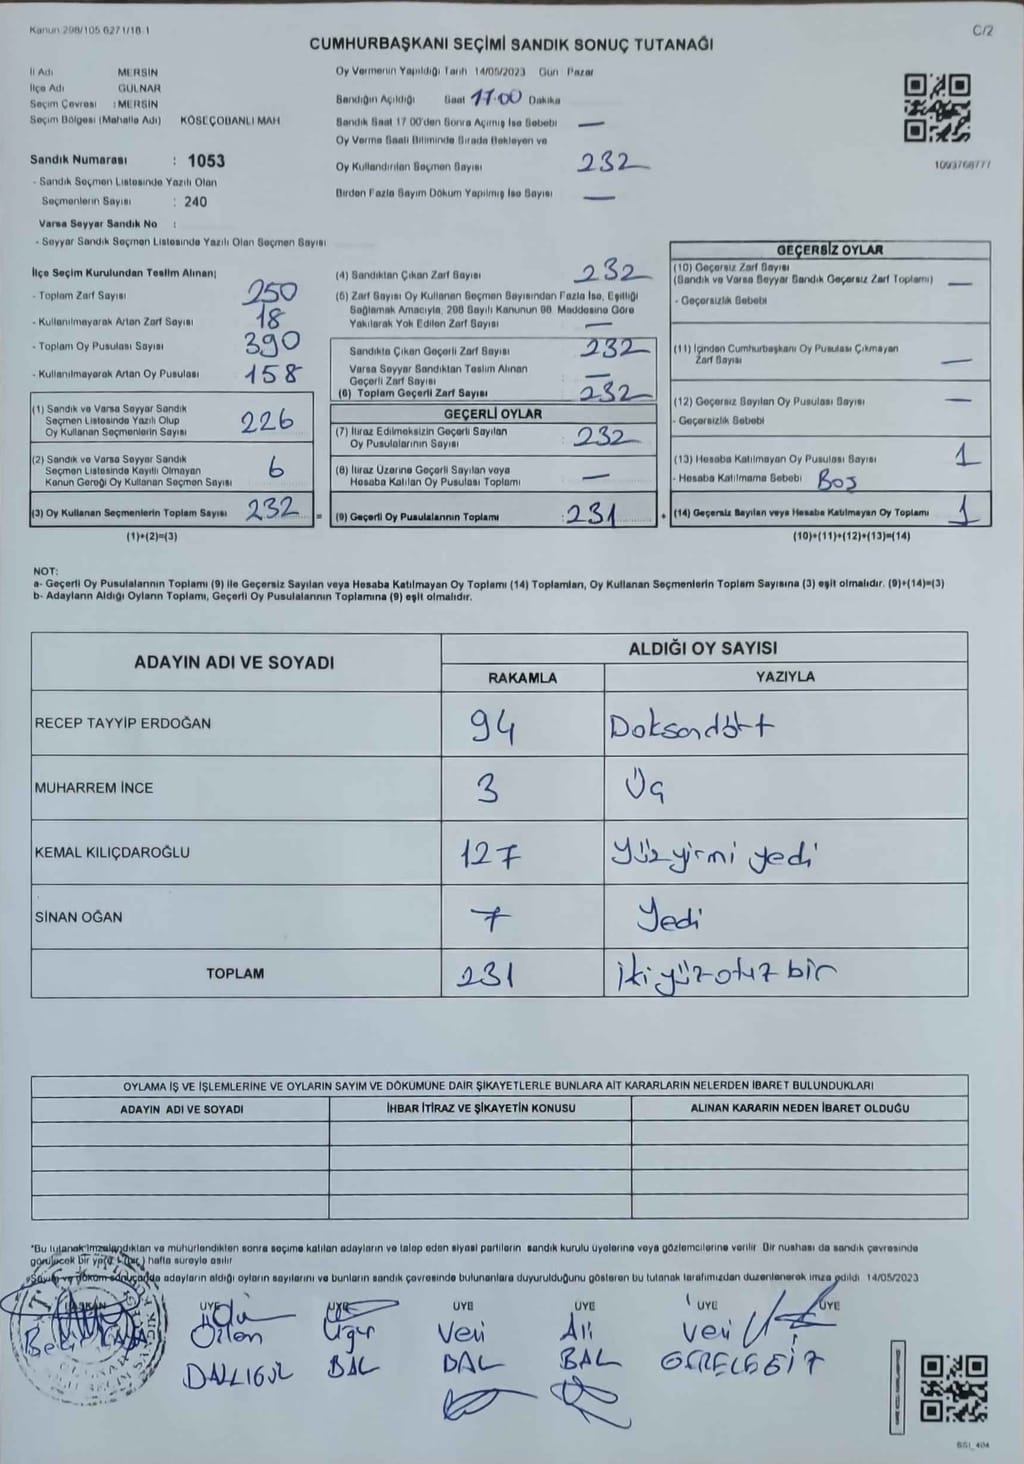 Kanun 298/105 6271/18 1
C/2
CUMHURBAŞKANI SEÇİMİ SANDIK SONUÇ TUTANAĞI
İl Adı MERSİN
İlçe Adı GÜLNAR
Seçim Çevresi : MERSİN
Seçim Bölgesi (Mahalle Adı) KÖSEÇOBANLI MAH
Sandık Numarası : 1053
- Sandık Seçmen Listesinde Yazılı Olan
Seçmenlerin Sayısı : 240
Varsa Seyyar Sandık No :
- Seyyar Sandık Seçmen Listesinde Yazılı Olan Seçmen Sayısı
Oy Vermenin Yapıldığı Tarih 14/05/2023 Gün Pazar
Sandığın Açıldığı Saat 17:00 Dakika
Sandık Saat 17 00'den Sonra Açılmış İse Sebebi —
Oy Verme Saati Bitiminde Sırada Bekleyen ve
Oy Kullandırılan Seçmen Sayısı 232
Birden Fazla Sayım Döküm Yapılmış İse Sayısı —
1093768777
İlçe Seçim Kurulundan Teslim Alınan;
- Toplam Zarf Sayısı 250
- Kullanılmayarak Artan Zarf Sayısı 18
- Toplam Oy Pusulası Sayısı 390
- Kullanılmayarak Artan Oy Pusulası 158
(1) Sandık ve Varsa Seyyar Sandık
Seçmen Listesinde Yazılı Olup
Oy Kullanan Seçmenlerin Sayısı 226
(2) Sandık ve Varsa Seyyar Sandık
Seçmen Listesinde Kayıtlı Olmayan
Kanun Gereği Oy Kullanan Seçmen Sayısı 6
(3) Oy Kullanan Seçmenlerin Toplam Sayısı 232 =
(1)+(2)=(3)
(4) Sandıktan Çıkan Zarf Sayısı 232
(5) Zarf Sayısı Oy Kullanan Seçmen Sayısından Fazla İse, Eşitliği
Sağlamak Amacıyla, 298 Sayılı Kanunun 98. Maddesine Göre
Yakılarak Yok Edilen Zarf Sayısı —
Sandıkta Çıkan Geçerli Zarf Sayısı 232
Varsa Seyyar Sandıktan Teslim Alınan
Geçerli Zarf Sayısı —
(6) Toplam Geçerli Zarf Sayısı 232
GEÇERLİ OYLAR
(7) İtiraz Edilmeksizin Geçerli Sayılan
Oy Pusulalarının Sayısı : 232
(8) İtiraz Üzerine Geçerli Sayılan veya
Hesaba Katılan Oy Pusulası Toplamı —
(9) Geçerli Oy Pusulalarının Toplamı : 231 +
GEÇERSİZ OYLAR
(10) Geçersiz Zarf Sayısı
(Sandık ve Varsa Seyyar Sandık Geçersiz Zarf Toplamı) —
- Geçersizlik Sebebi
(11) İçinden Cumhurbaşkanı Oy Pusulası Çıkmayan
Zarf Sayısı —
(12) Geçersiz Sayılan Oy Pusulası Sayısı —
- Geçersizlik Sebebi
(13) Hesaba Katılmayan Oy Pusulası Sayısı 1
- Hesaba Katılmama Sebebi Boş
(14) Geçersiz Sayılan veya Hesaba Katılmayan Oy Toplamı 1
(10)+(11)+(12)+(13)=(14)
NOT:
a- Geçerli Oy Pusulalarının Toplamı (9) ile Geçersiz Sayılan veya Hesaba Katılmayan Oy Toplamı (14) Toplamları, Oy Kullanan Seçmenlerin Toplam Sayısına (3) eşit olmalıdır. (9)+(14)=(3)
b- Adayların Aldığı Oyların Toplamı, Geçerli Oy Pusulalarının Toplamına (9) eşit olmalıdır.
ADAYIN ADI VE SOYADI
ALDIĞI OY SAYISI
RAKAMLA YAZIYLA
RECEP TAYYİP ERDOĞAN 94 Doksandört
MUHARREM İNCE 3 Üç
KEMAL KILIÇDAROĞLU 127 Yüzyirmi yedi
SİNAN OĞAN 7 Yedi
TOPLAM 231 İkiyüzotuz bir
OYLAMA İŞ VE İŞLEMLERİNE VE OYLARIN SAYIM VE DÖKÜMÜNE DAİR ŞİKAYETLERLE BUNLARA AİT KARARLARIN NELERDEN İBARET BULUNDUKLARI
ADAYIN ADI VE SOYADI İHBAR İTİRAZ VE ŞİKAYETİN KONUSU ALINAN KARARIN NEDEN İBARET OLDUĞU
*Bu tutanak imzalandıktan ve mühürlendikten sonra seçime katılan adayların ve talep eden siyasi partilerin sandık kurulu üyelerine veya gözlemcilerine verilir Bir nüshası da sandık çevresinde
görülecek bir yere hafta süreyle asılır
*Sayım ve döküm sonucunda adayların aldığı oyların sayılarını ve bunların sandık çevresinde bulunanlara duyurulduğunu gösteren bu tutanak tarafımızdan düzenlenerek imza edildi 14/05/2023
BAŞKAN ÜYE ÜYE ÜYE ÜYE ÜYE ÜYE
Bekir Uğur Veli Ali Veli
DALLIGÜL BAL BAL BAL
BSI_404